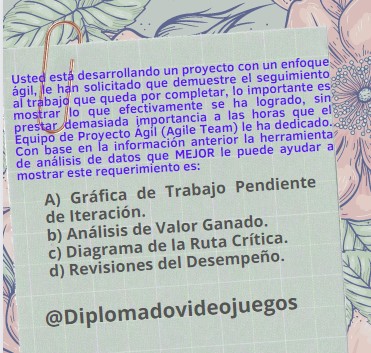 Usted está desarrollando un proyecto con un enfoque
ágil, le han solicitado que demuestre el seguimiento
al trabajo que queda por completar, lo importante es
mostrar lo que efectivamente se ha logrado, sin
prestar demasiada importancia a las horas que el
Equipo de Proyecto Ágil (Agile Team) le ha dedicado.
Con base en la información anterior la herramienta
de análisis de datos que MEJOR le puede ayudar a
mostrar este requerimiento es:
A) Gráfica de Trabajo Pendiente
de Iteración.
b) Análisis de Valor Ganado.
c) Diagrama de la Ruta Crítica.
d) Revisiones del Desempeño.
@Diplomadovideojuegos